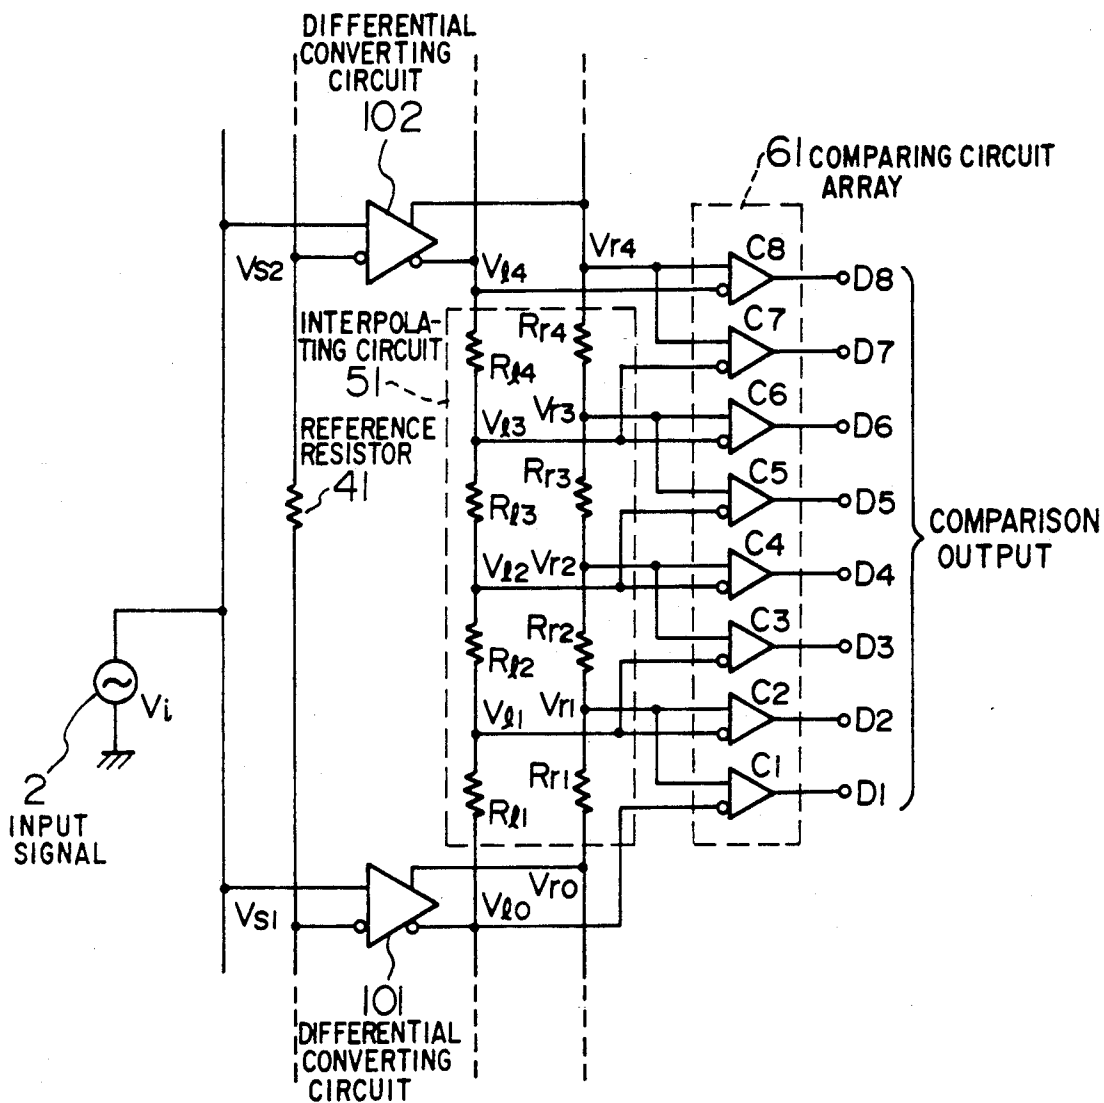 DIFFERENTIAL
CONVERTING
CIRCUIT
102
61 COMPARING CIRCUIT
ARRAY
VS2
Vℓ4
Vr4
C8
D8
INTERPOLA-
TING CIRCUIT
51
Rℓ4
Rr4
C7
D7
Vℓ3
Vr3
C6
D6
REFERENCE
RESISTOR
41
Rℓ3
Rr3
C5
D5
COMPARISON
OUTPUT
Vℓ2
Vr2
C4
D4
Rℓ2
Rr2
C3
D3
Vi
2
INPUT
SIGNAL
Vℓ1
Vr1
C2
D2
Rℓ1
Rr1
C1
D1
VS1
Vℓ0
Vr0
101
DIFFERENTIAL
CONVERTING
CIRCUIT